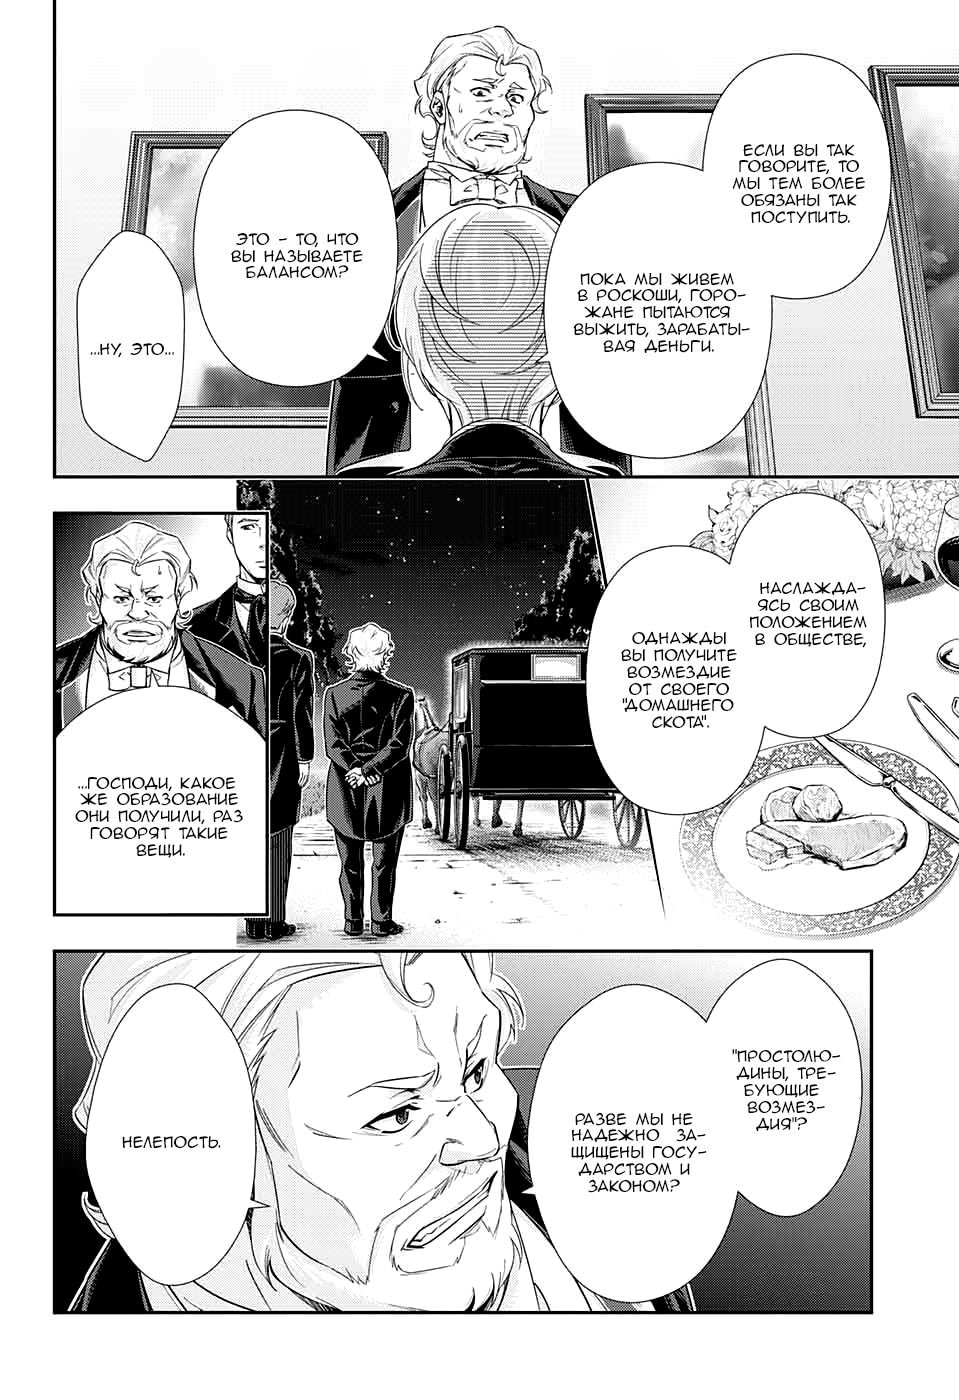 ЕСЛИ ВЫ ТАК
ГОВОРИТЕ, ТО
МЫ ТЕМ БОЛЕЕ
ОБЯЗАНЫ ТАК
ПОСТУПИТЬ.
ПОКА МЫ ЖИВЕМ
В РОСКОШИ, ГОРО-
ЖАНЕ ПЫТАЮТСЯ
ВЫЖИТЬ, ЗАРАБАТЫ-
ВАЯ ДЕНЬГИ.
ЭТО - ТО, ЧТО
ВЫ НАЗЫВАЕТЕ
БАЛАНСОМ?
...НУ, ЭТО...
НАСЛАЖДА-
ЯСЬ СВОИМ
ПОЛОЖЕНИЕМ
В ОБЩЕСТВЕ,
ОДНАЖДЫ
ВЫ ПОЛУЧИТЕ
ВОЗМЕЗДИЕ
ОТ СВОЕГО
"ДОМАШНЕГО
СКОТА".
...ГОСПОДИ, КАКОЕ
ЖЕ ОБРАЗОВАНИЕ
ОНИ ПОЛУЧИЛИ, РАЗ
ГОВОРЯТ ТАКИЕ
ВЕЩИ.
"ПРОСТОЛЮ-
ДИНЫ, ТРЕ-
БУЮЩИЕ
ВОЗМЕЗ-
ДИЯ"?
РАЗВЕ МЫ НЕ
НАДЕЖНО ЗА-
ЩИЩЕНЫ ГОСУ-
ДАРСТВОМ И
ЗАКОНОМ?
НЕЛЕПОСТЬ.